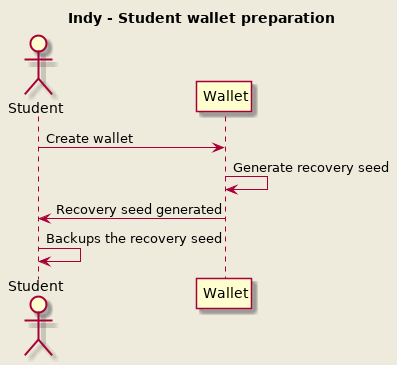 Indy - Student wallet preparation
Student
Wallet
Create wallet
Generate recovery seed
Recovery seed generated
Backups the recovery seed
Student
Wallet